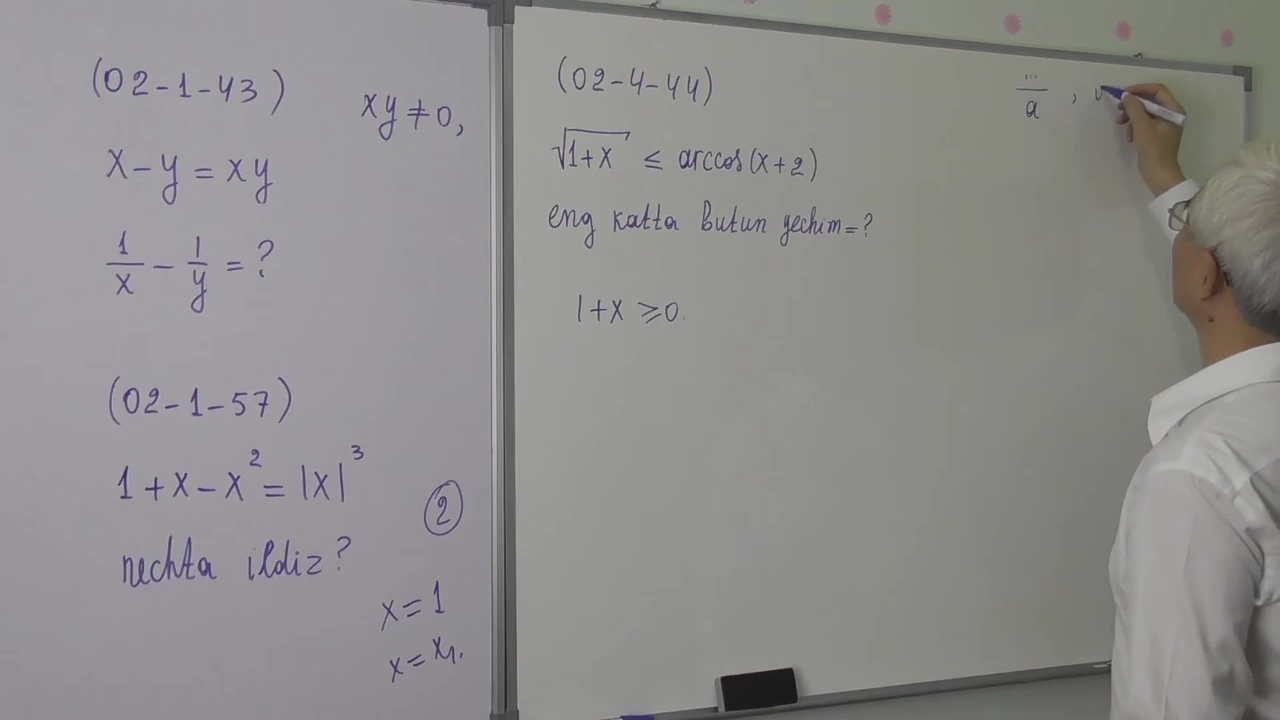 (02-1-43)
xy ≠ 0,
x - y = xy
1/x - 1/y = ?
(02-1-57)
1 + x - x² = |x|³
②
nechta ildiz?
x = 1
x = x₁.
(02-4-44)
√(1+x) ≤ arccos(x+2)
eng katta butun yechim = ?
1 + x ≥ 0.
.../a ,